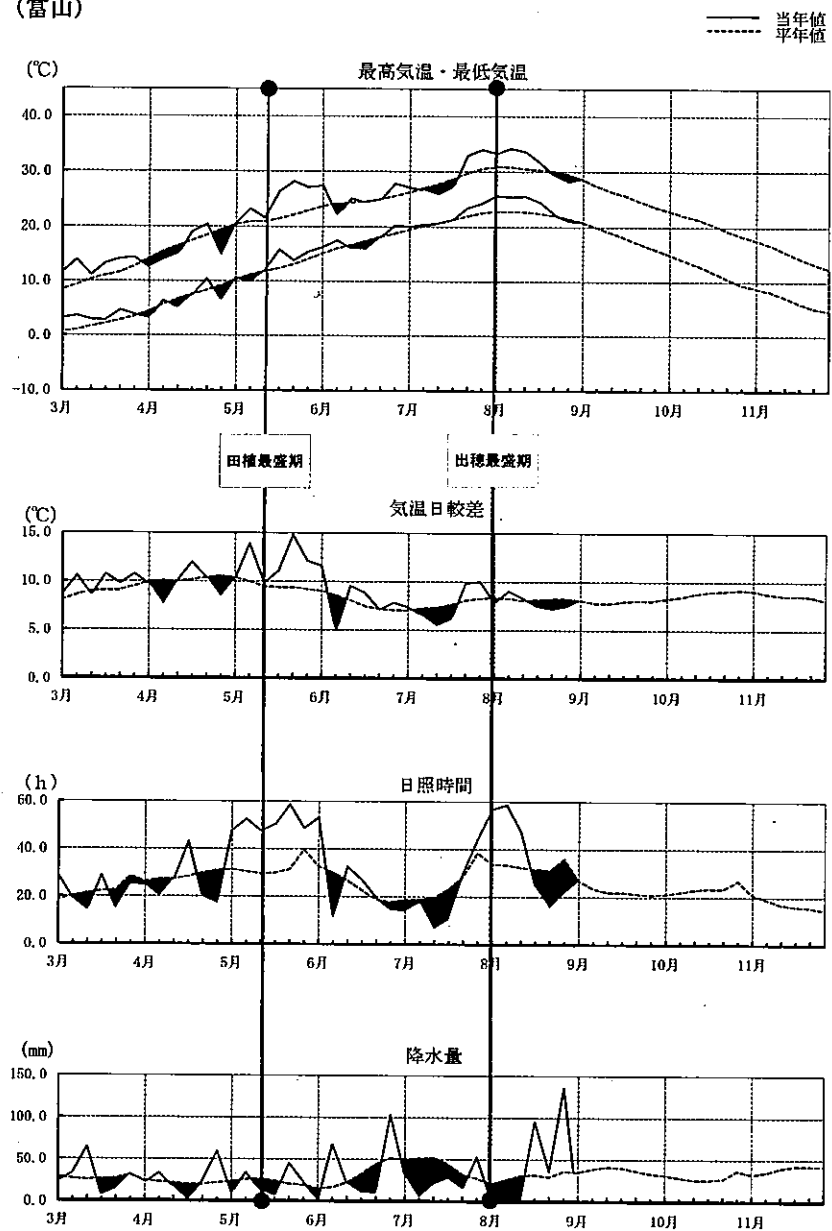 (富山)
当年値
平年値
(℃)
最高気温・最低気温
40.0
30.0
20.0
10.0
0.0
-10.0
3月 4月 5月 6月 7月 8月 9月 10月 11月
田植最盛期 出穂最盛期
(℃)
気温日較差
15.0
10.0
5.0
0.0
3月 4月 5月 6月 7月 8月 9月 10月 11月
(h)
日照時間
60.0
40.0
20.0
0.0
3月 4月 5月 6月 7月 8月 9月 10月 11月
(mm)
降水量
150.0
100.0
50.0
0.0
3月 4月 5月 6月 7月 8月 9月 10月 11月